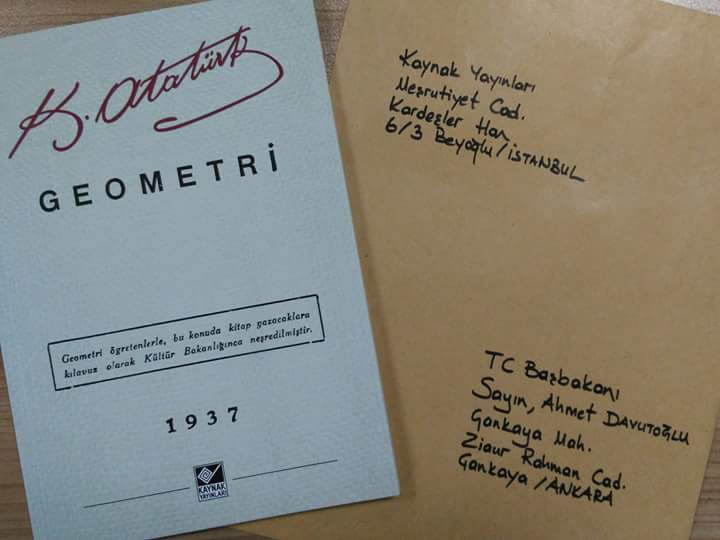 K. Atatürk
GEOMETRİ
Geometri öğretenlerle, bu konuda kitap yazacaklara
kılavuz olarak Kültür Bakanlığınca neşredilmiştir.
1937
KAYNAK
YAYINLARI
Kaynak Yayınları
Meşrutiyet Cad.
Kardeşler Han
6/3 Beyoğlu/İSTANBUL
TC Başbakanı
Sayın, Ahmet DAVUTOĞLU
Çankaya Mah.
Ziaur Rahman Cad.
Çankaya/ANKARA